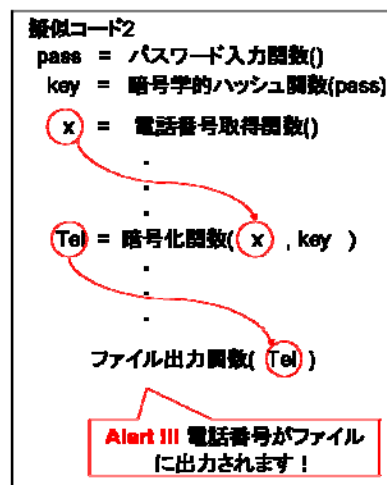 擬似コード2
pass = パスワード入力関数()
key = 暗号学的ハッシュ関数(pass)
x = 電話番号取得関数()
Tel = 暗号化関数( x , key )
ファイル出力関数( Tel )
Alert !!! 電話番号がファイル
に出力されます！